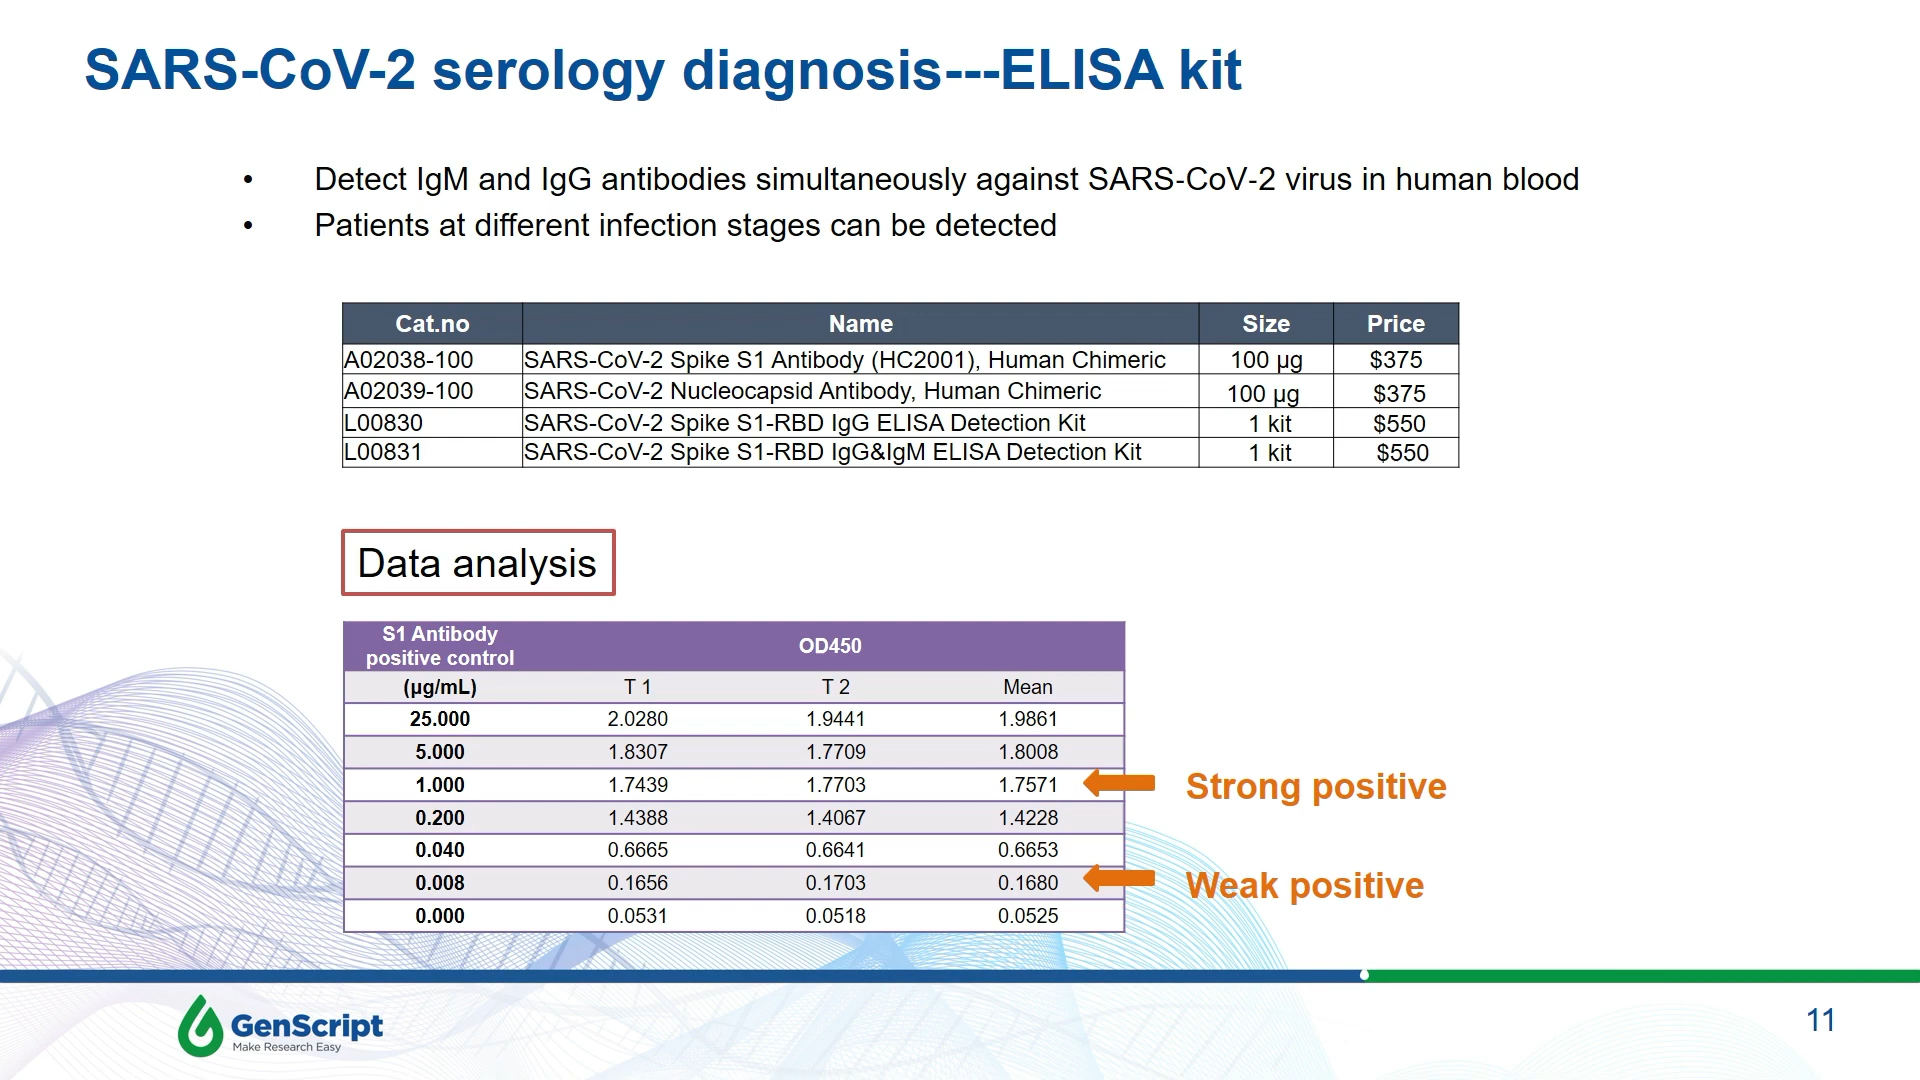 SARS-CoV-2 serology diagnosis---ELISA kit
• Detect IgM and IgG antibodies simultaneously against SARS-CoV-2 virus in human blood
• Patients at different infection stages can be detected
Cat.no Name Size Price
A02038-100 SARS-CoV-2 Spike S1 Antibody (HC2001), Human Chimeric 100 µg $375
A02039-100 SARS-CoV-2 Nucleocapsid Antibody, Human Chimeric 100 µg $375
L00830 SARS-CoV-2 Spike S1-RBD IgG ELISA Detection Kit 1 kit $550
L00831 SARS-CoV-2 Spike S1-RBD IgG&IgM ELISA Detection Kit 1 kit $550
Data analysis
S1 Antibody
positive control OD450
(µg/mL) T 1 T 2 Mean
25.000 2.0280 1.9441 1.9861
5.000 1.8307 1.7709 1.8008
1.000 1.7439 1.7703 1.7571 Strong positive
0.200 1.4388 1.4067 1.4228
0.040 0.6665 0.6641 0.6653
0.008 0.1656 0.1703 0.1680 Weak positive
0.000 0.0531 0.0518 0.0525
GenScript
Make Research Easy
11